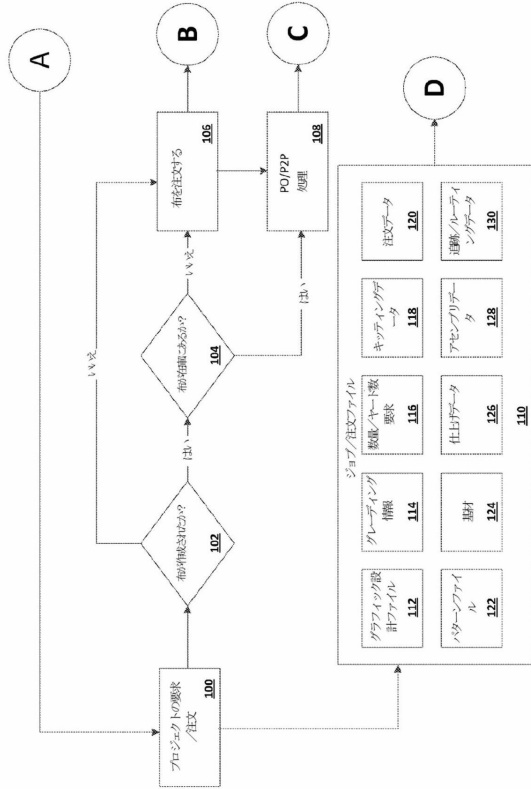 A
プロジェクトの要求
/注文
100
布が作成されたか?
102
はい
いいえ
布が在庫にあるか?
104
いいえ
はい
布を注文する
106
B
PO/P2P
処理
108
C
ジョブ/注文ファイル
グラフィック設
計ファイル
112
グレーディング
情報
114
数量/ヤード数
要求
116
キッティングデ
ータ
118
注文データ
120
パターンファイ
ル
122
基材
124
仕上げデータ
126
アセンブリデー
タ
128
追跡/ルーティ
ングデータ
130
110
D